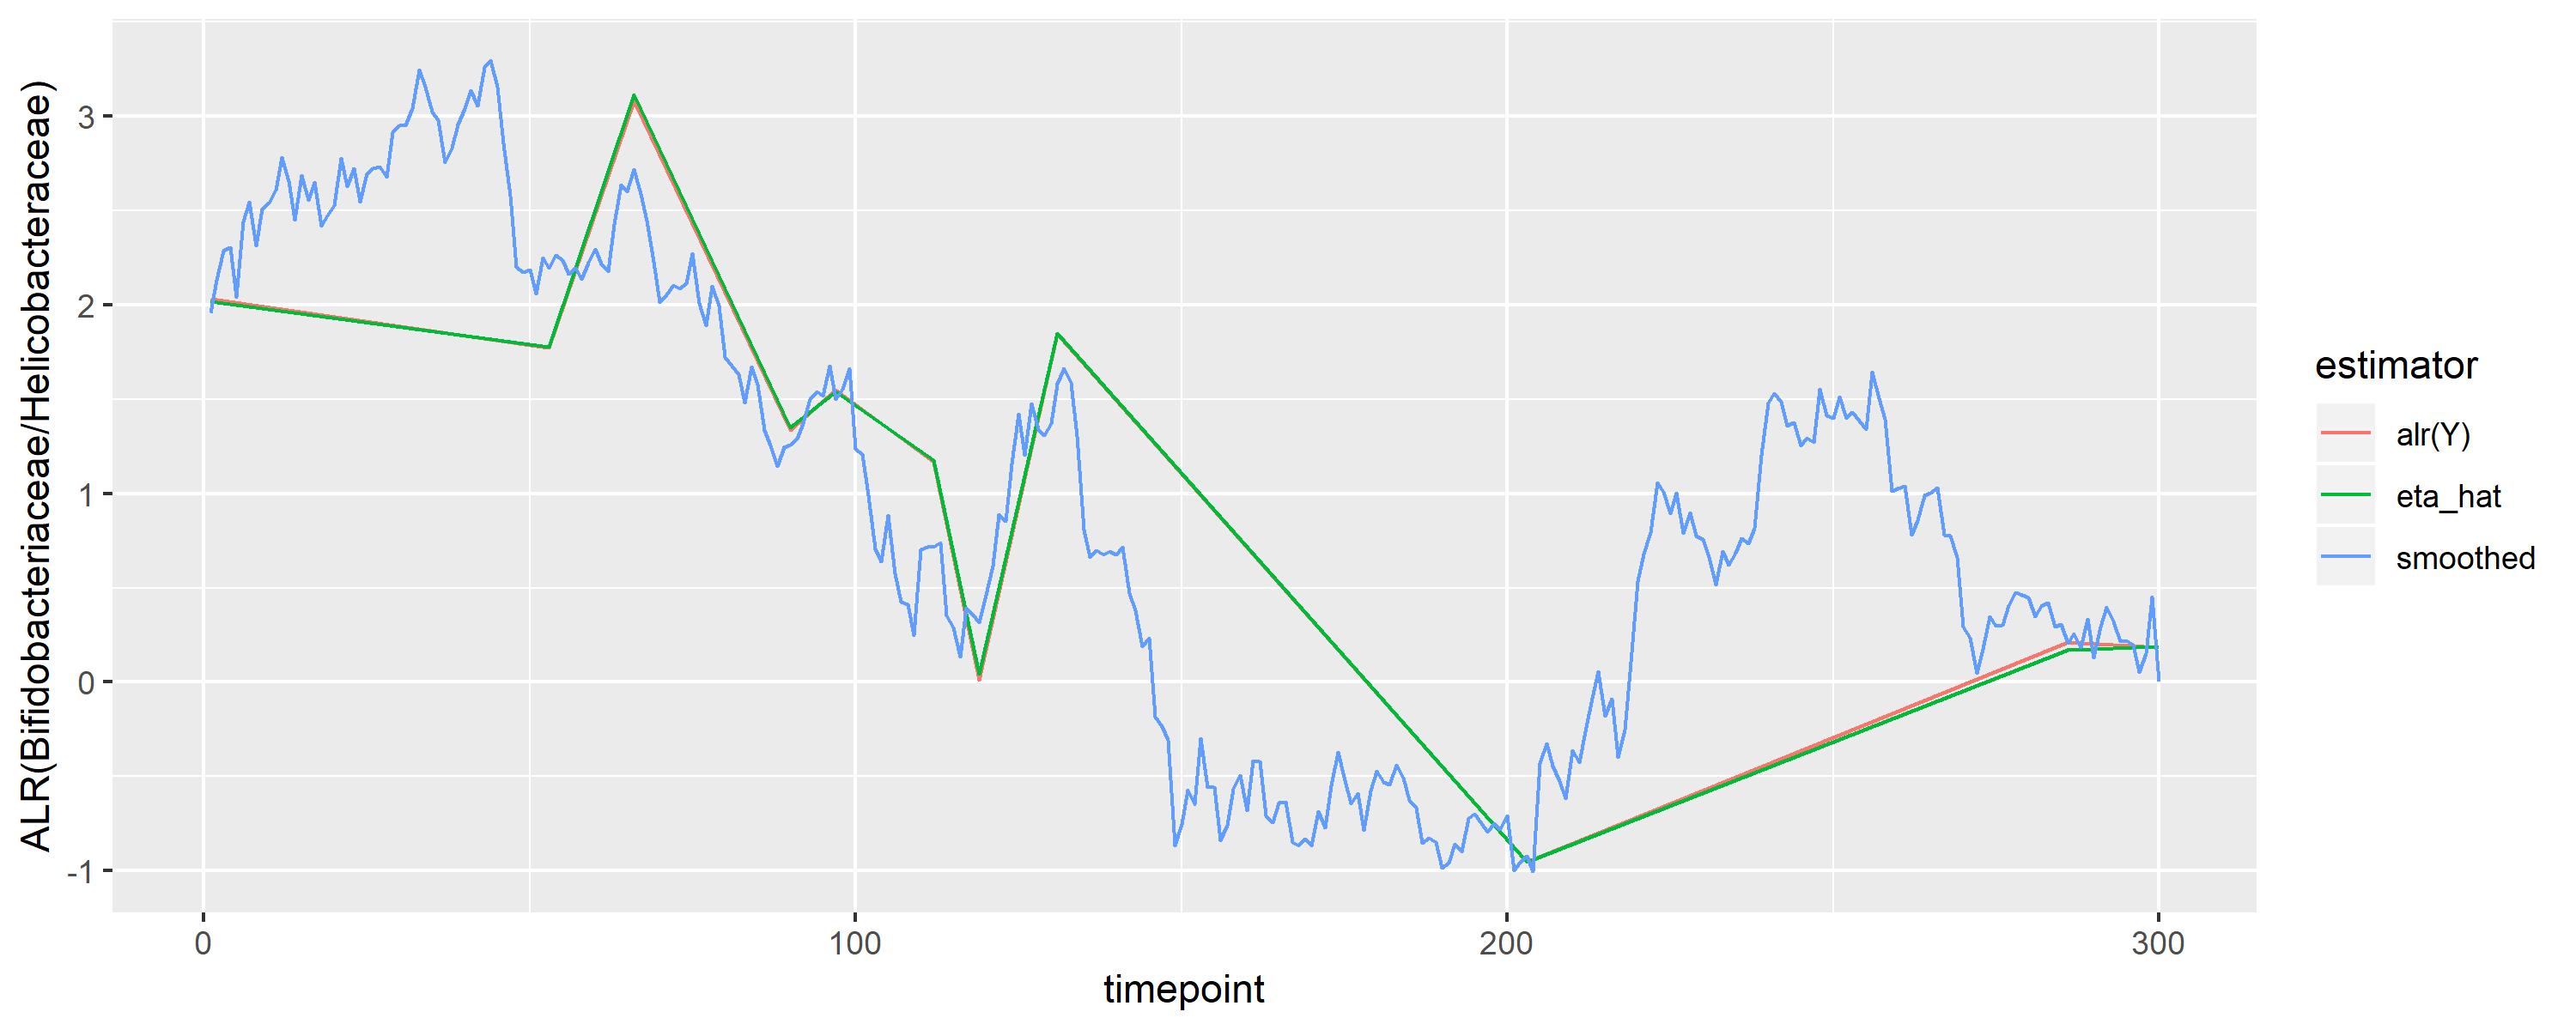 ALR(Bifidobacteriaceae/Helicobacteraceae)
3
2
1
0
-1
0 100 200 300
timepoint
estimator
alr(Y)
eta_hat
smoothed